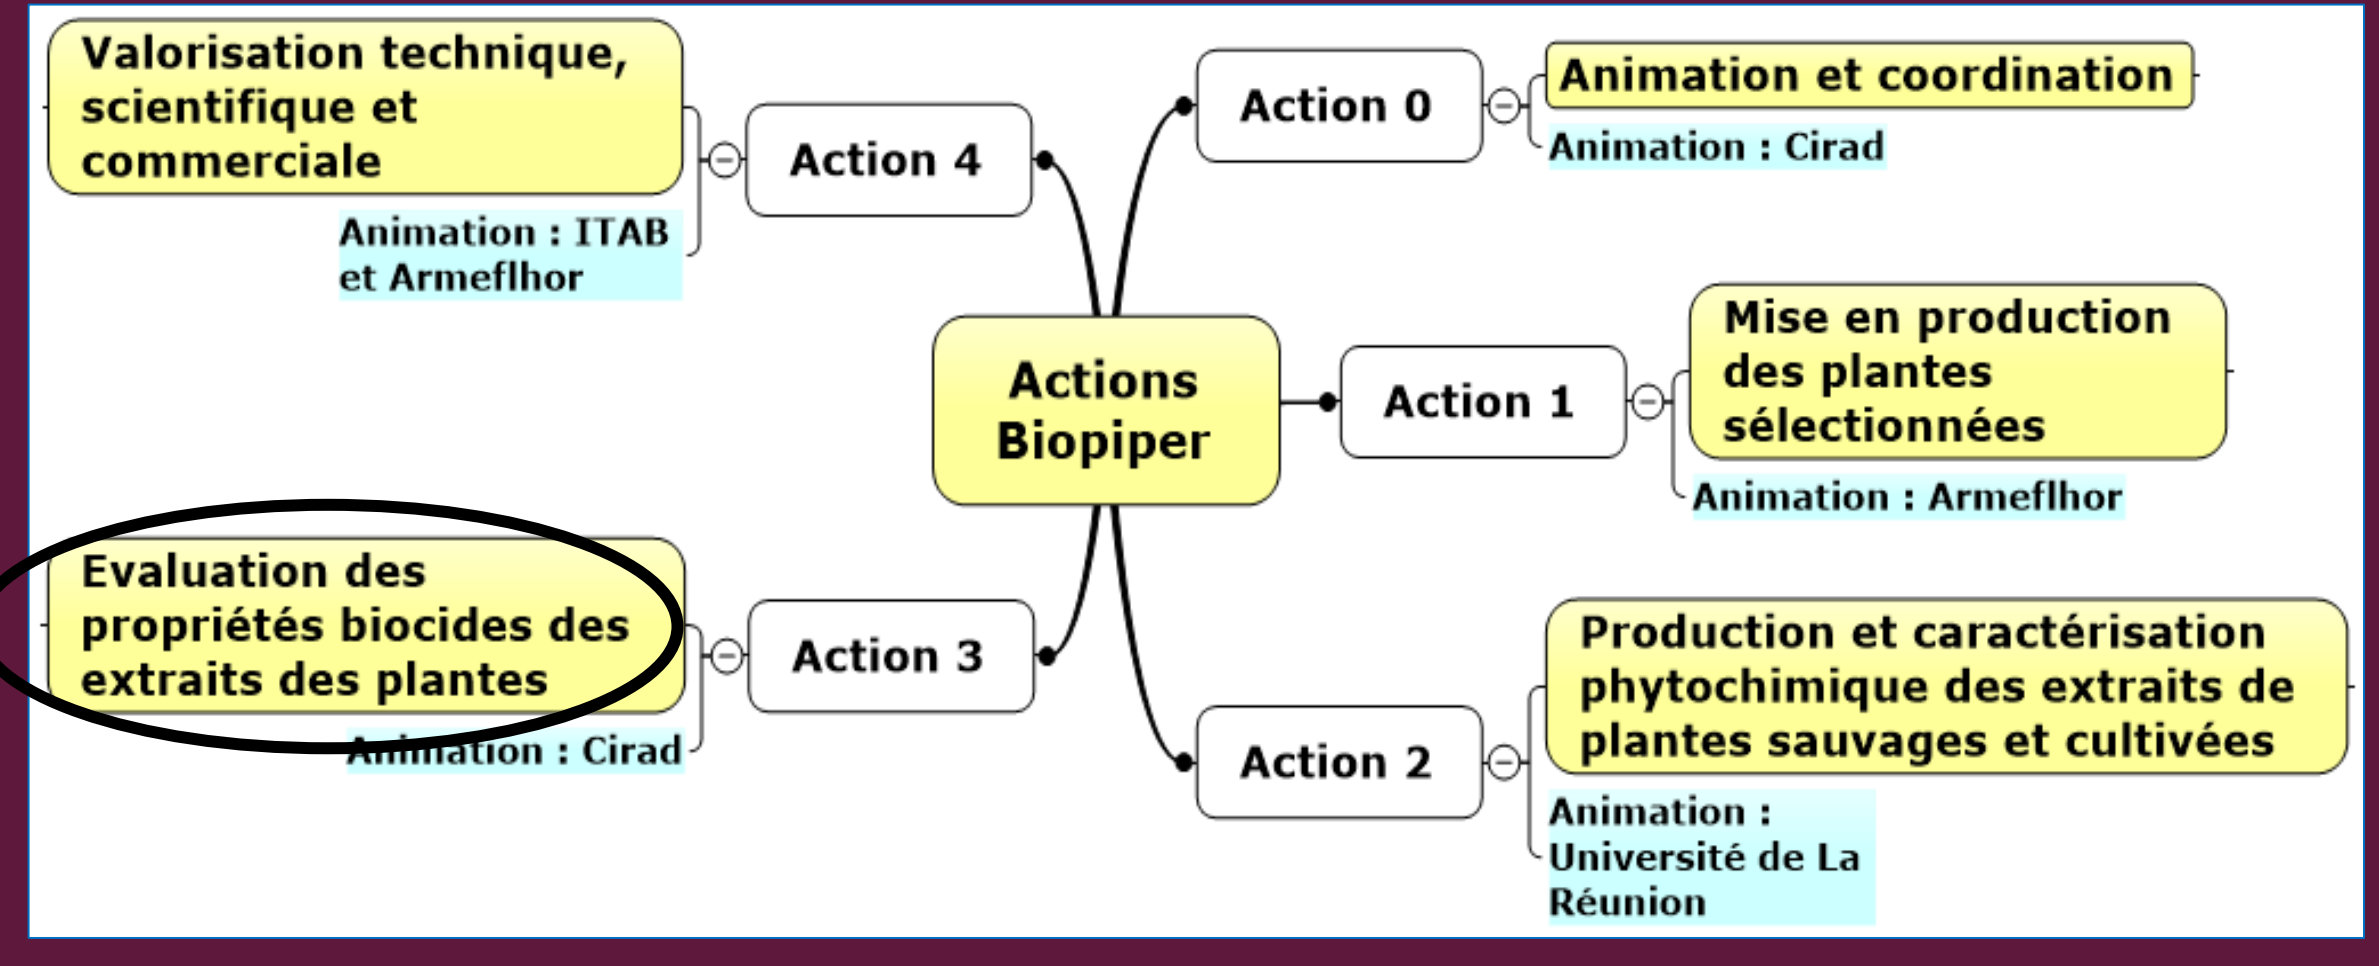 Actions
Biopiper
Action 0
Animation et coordination
Animation : Cirad
Action 1
Mise en production
des plantes
sélectionnées
Animation : Armeflhor
Action 2
Production et caractérisation
phytochimique des extraits de
plantes sauvages et cultivées
Animation :
Université de La
Réunion
Action 3
Evaluation des
propriétés biocides des
extraits des plantes
Animation : Cirad
Action 4
Valorisation technique,
scientifique et
commerciale
Animation : ITAB
et Armeflhor